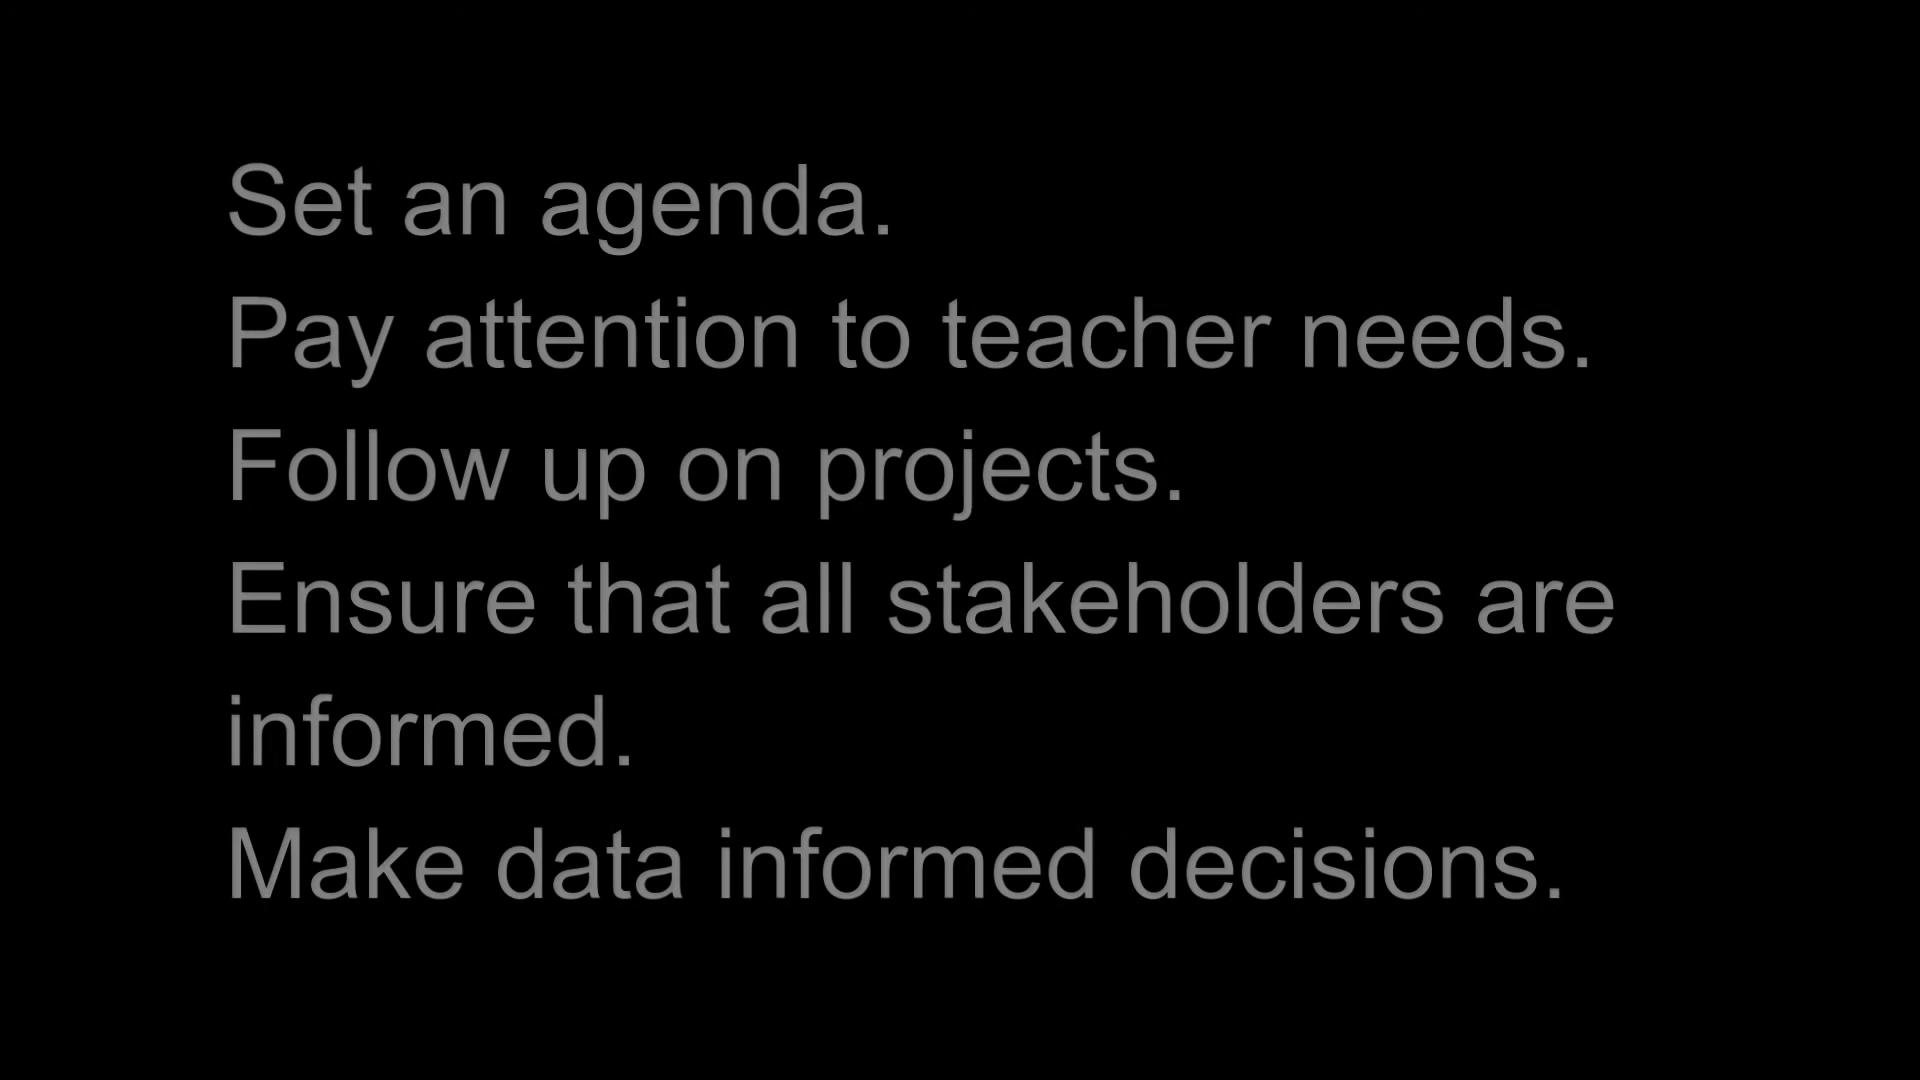 Set an agenda.
Pay attention to teacher needs.
Follow up on projects.
Ensure that all stakeholders are
informed.
Make data informed decisions.